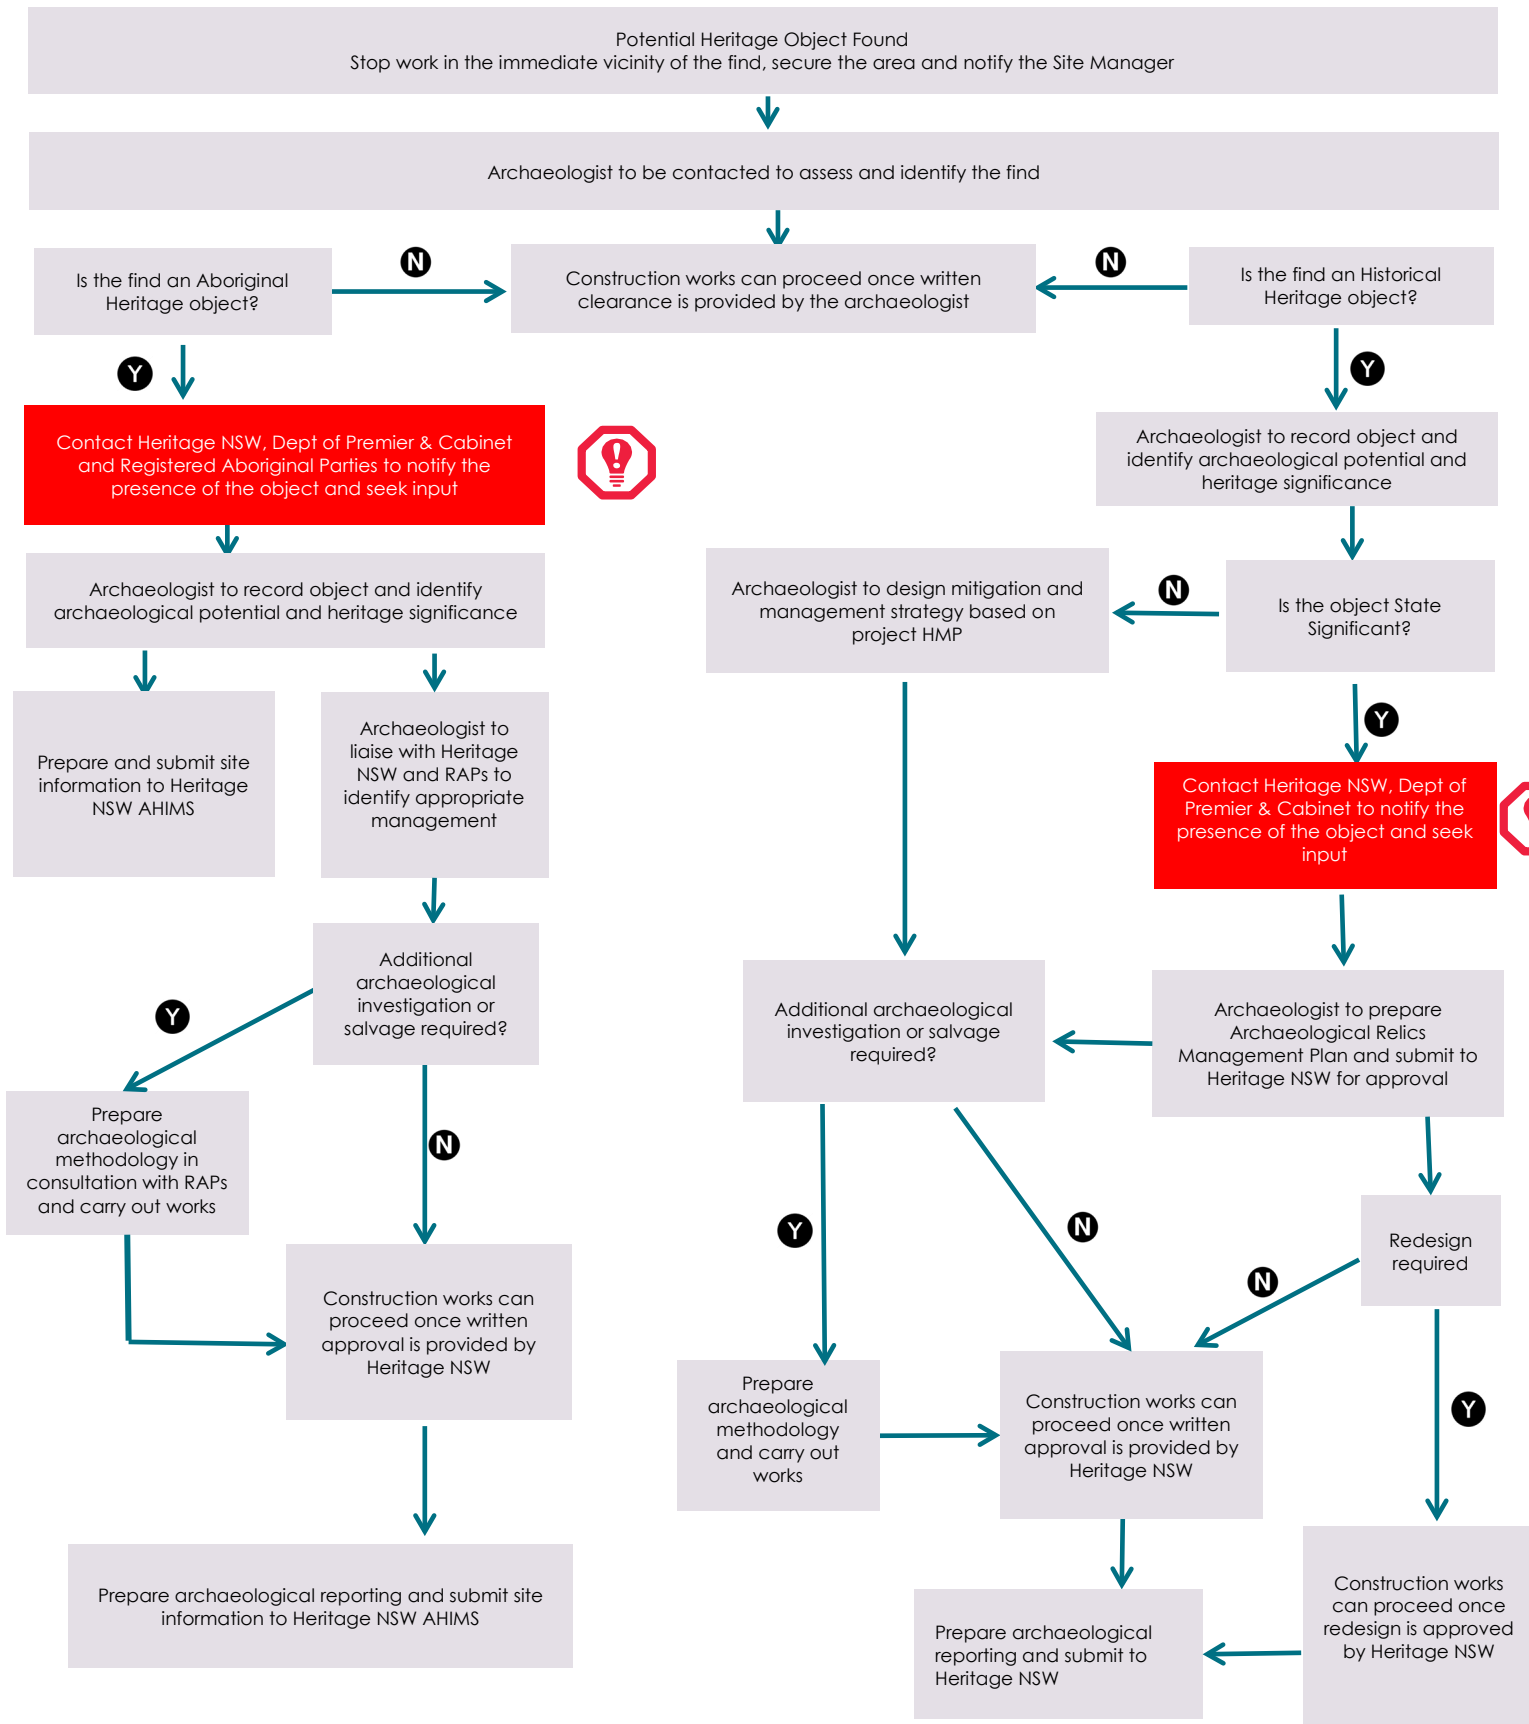 Potential Heritage Object Found
Stop work in the immediate vicinity of the find, secure the area and notify the Site Manager
Archaeologist to be contacted to assess and identify the find
Is the find an Aboriginal
Heritage object?
N
Construction works can proceed once written
clearance is provided by the archaeologist
N
Is the find an Historical
Heritage object?
Y
Y
Contact Heritage NSW, Dept of Premier & Cabinet
and Registered Aboriginal Parties to notify the
presence of the object and seek input
Archaeologist to record object and
identify archaeological potential and
heritage significance
Archaeologist to record object and identify
archaeological potential and heritage significance
Archaeologist to design mitigation and
management strategy based on
project HMP
N
Is the object State
Significant?
Y
Prepare and submit site
information to Heritage
NSW AHIMS
Archaeologist to
liaise with Heritage
NSW and RAPs to
identify appropriate
management
Contact Heritage NSW, Dept of
Premier & Cabinet to notify the
presence of the object and seek
input
Additional
archaeological
investigation or
salvage required?
Y
Additional archaeological
investigation or salvage
required?
Archaeologist to prepare
Archaeological Relics
Management Plan and submit to
Heritage NSW for approval
Prepare
archaeological
methodology in
consultation with RAPs
and carry out works
N
Y
N
N
Redesign
required
Construction works can
proceed once written
approval is provided by
Heritage NSW
Prepare
archaeological
methodology
and carry out
works
Construction works can
proceed once written
approval is provided by
Heritage NSW
Y
Prepare archaeological reporting and submit site
information to Heritage NSW AHIMS
Prepare archaeological
reporting and submit to
Heritage NSW
Construction works
can proceed once
redesign is approved
by Heritage NSW